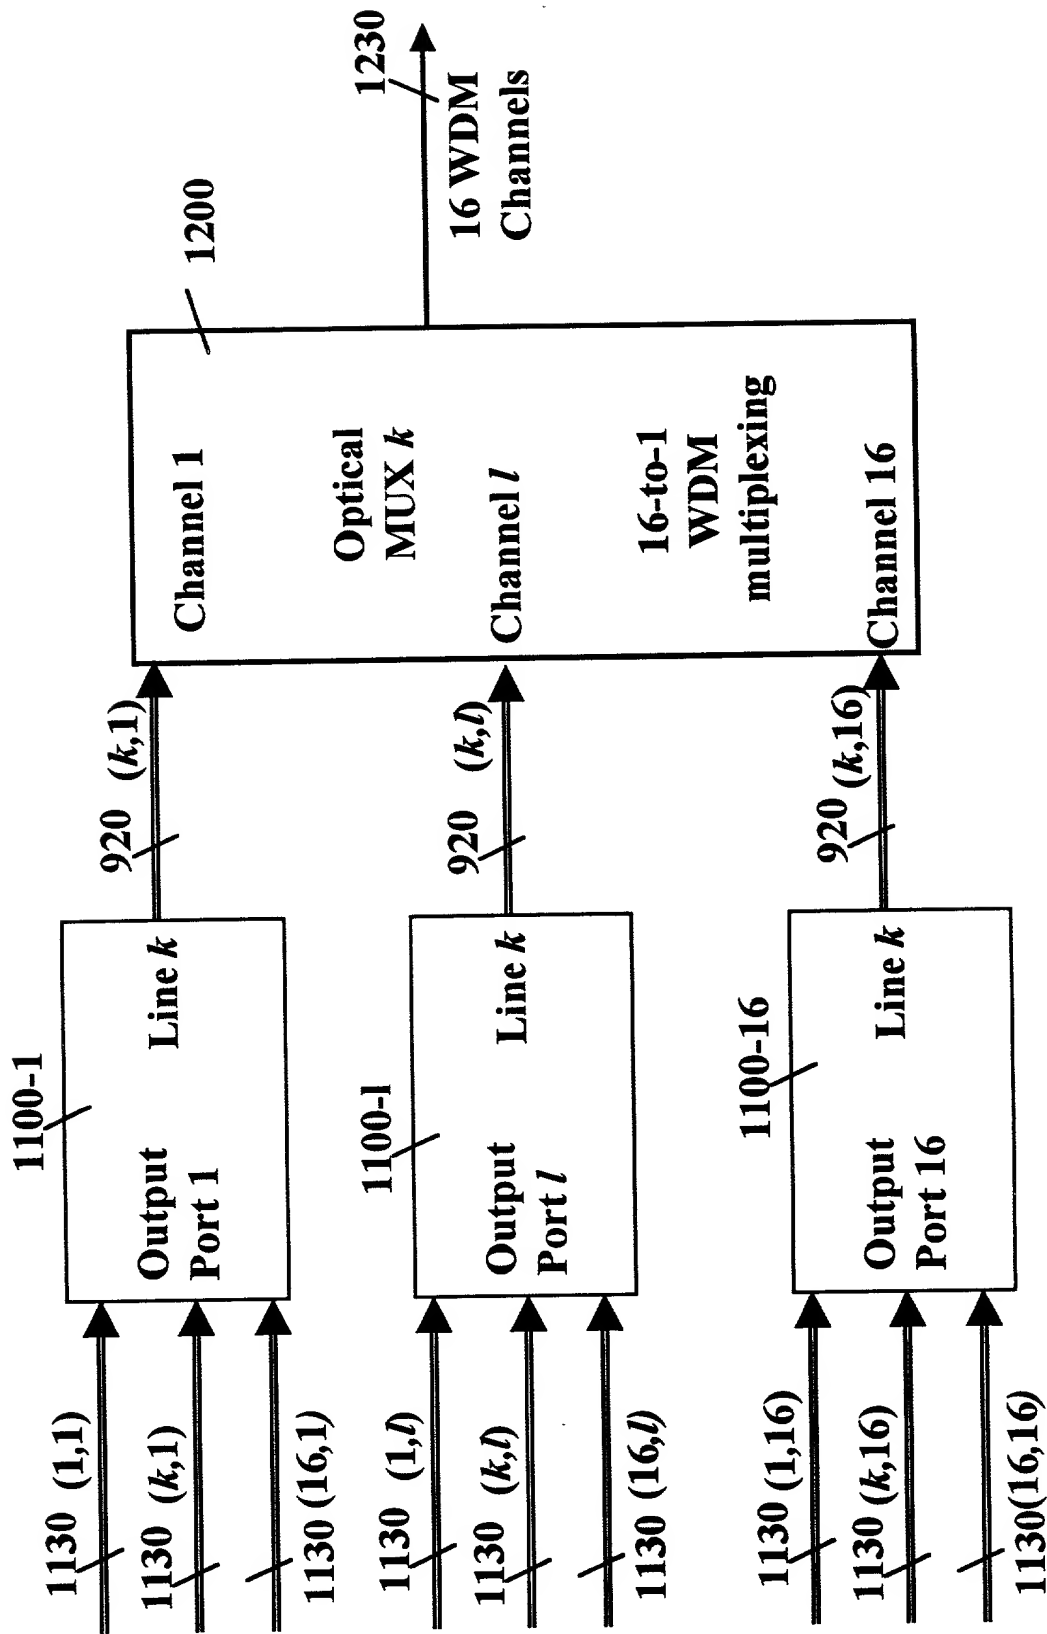 1130 (1,1)
1130 (k,1)
1130 (16,1)
1100-1
Output
Port 1
Line k
920 (k,1)
1130 (1,l)
1130 (k,l)
1130 (16,l)
1100-l
Output
Port l
Line k
920 (k,l)
1130 (1,16)
1130 (k,16)
1130(16,16)
1100-16
Output
Port 16
Line k
920 (k,16)
1200
Channel 1
Optical
MUX k
Channel l
16-to-1
WDM
multiplexing
Channel 16
1230
16 WDM
Channels